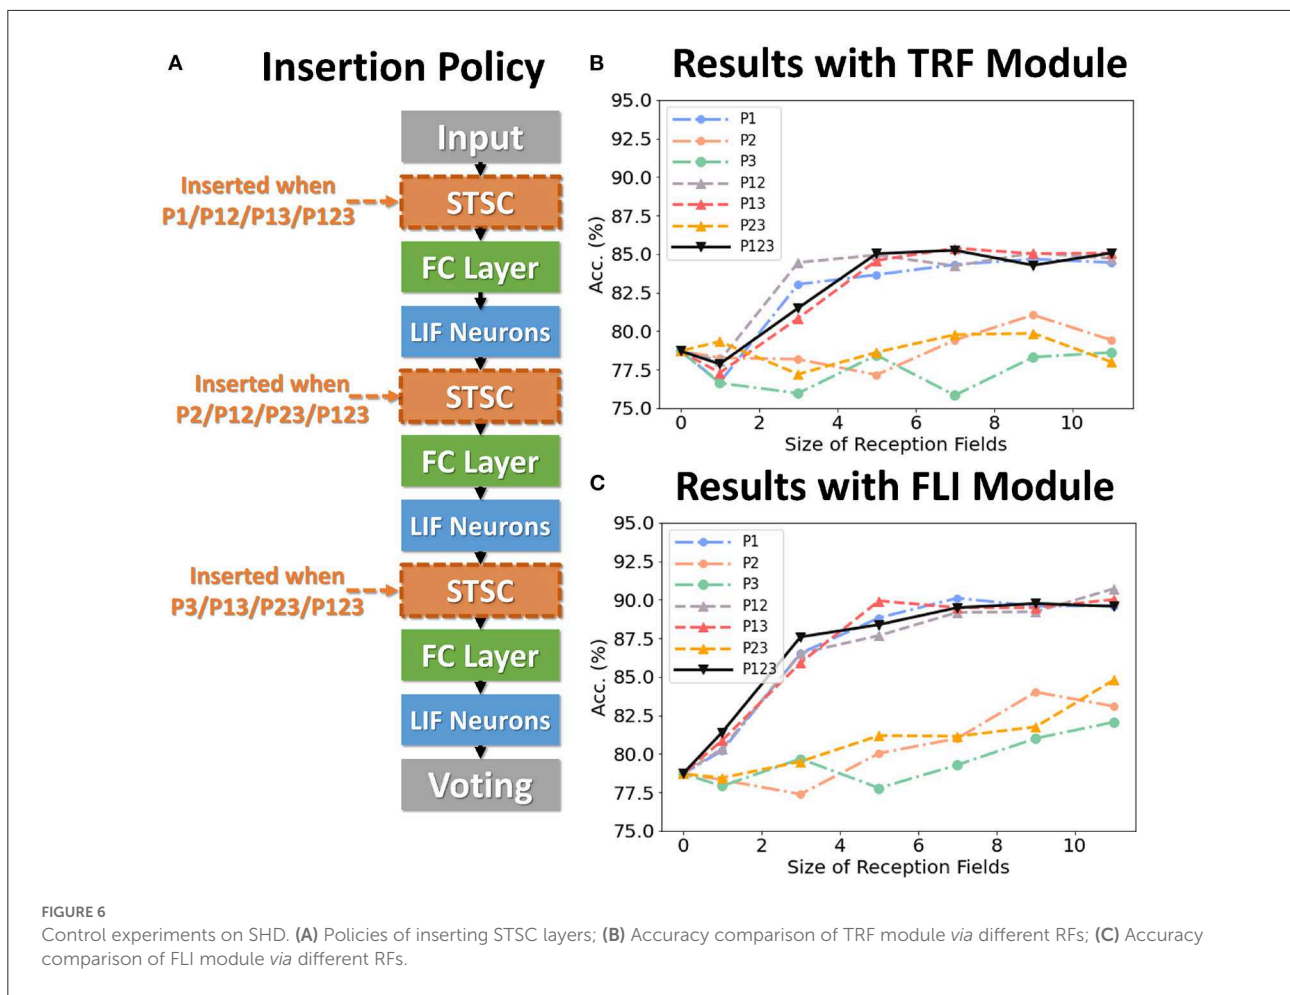 A
Insertion Policy
Input
Inserted when
P1/P12/P13/P123
STSC
FC Layer
LIF Neurons
Inserted when
P2/P12/P23/P123
STSC
FC Layer
LIF Neurons
Inserted when
P3/P13/P23/P123
STSC
FC Layer
LIF Neurons
Voting
B
Results with TRF Module
95.0
92.5
90.0
87.5
85.0
82.5
80.0
77.5
75.0
Acc. (%)
P1
P2
P3
P12
P13
P23
P123
0 2 4 6 8 10
Size of Reception Fields
C
Results with FLI Module
95.0
92.5
90.0
87.5
85.0
82.5
80.0
77.5
75.0
Acc. (%)
P1
P2
P3
P12
P13
P23
P123
0 2 4 6 8 10
Size of Reception Fields
FIGURE 6
Control experiments on SHD. (A) Policies of inserting STSC layers; (B) Accuracy comparison of TRF module via different RFs; (C) Accuracy
comparison of FLI module via different RFs.